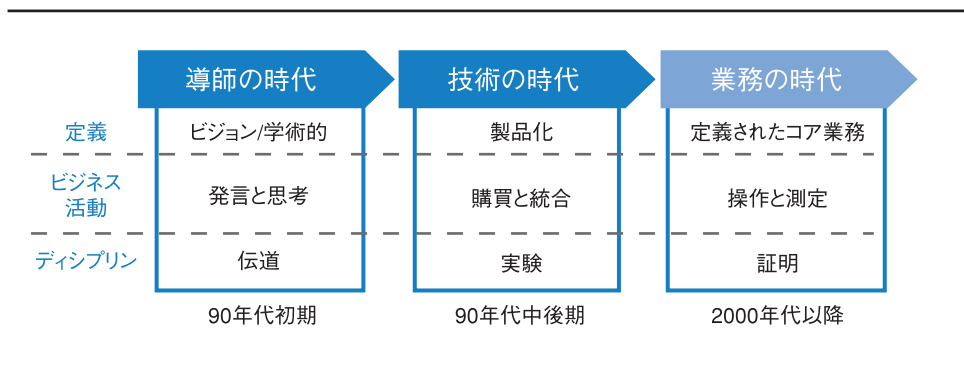 導師の時代
技術の時代
業務の時代
定義
ビジョン/学術的
製品化
定義されたコア業務
ビジネス
活動
発言と思考
購買と統合
操作と測定
ディシプリン
伝道
実験
証明
90年代初期
90年代中後期
2000年代以降